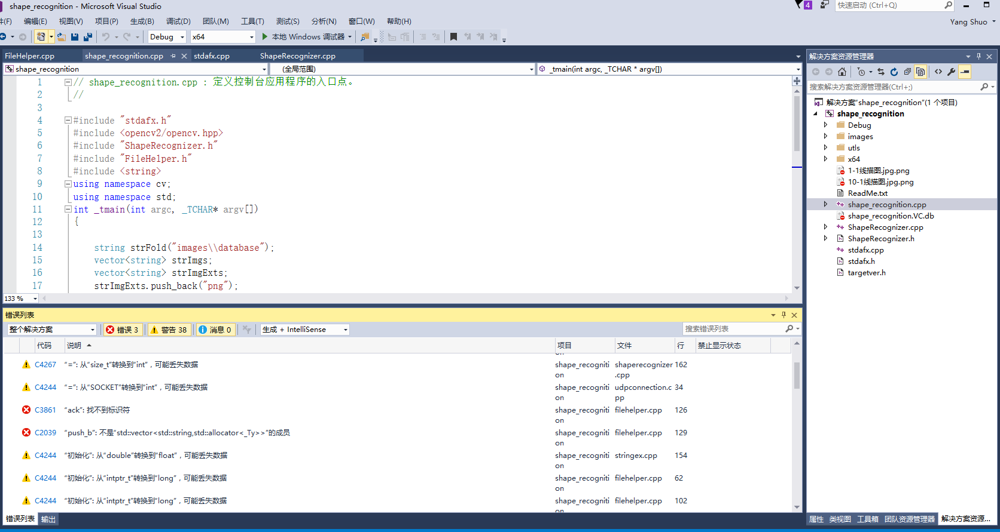 shape_recognition - Microsoft Visual Studio
4
快速启动 (Ctrl+Q)
件(F) 编辑(E) 视图(V) 项目(P) 生成(B) 调试(D) 团队(M) 工具(T) 测试(S) 分析(N) 窗口(W) 帮助(H)
Yang Shuo
Debug x64 本地 Windows 调试器
FileHelper.cpp shape_recognition.cpp stdafx.cpp ShapeRecognizer.cpp
shape_recognition (全局范围) _tmain(int argc, _TCHAR * argv[])
1 // shape_recognition.cpp : 定义控制台应用程序的入口点。
2 //
3
4 #include "stdafx.h"
5 #include <opencv2/opencv.hpp>
6 #include "ShapeRecognizer.h"
7 #include "FileHelper.h"
8 #include <string>
9 using namespace cv;
10 using namespace std;
11 int _tmain(int argc, _TCHAR* argv[])
12 {
13
14 string strFold("images\\database");
15 vector<string> strImgs;
16 vector<string> strImgExts;
17 strImgExts.push_back("png");
133 %
错误列表
整个解决方案 错误 3 警告 38 消息 0 生成 + IntelliSense 搜索错误列表
代码 说明 项目 文件 行 禁止显示状态
on
C4267 “=”: 从“size_t”转换到“int”，可能丢失数据 shape_recogniti shaperecognizer 162
on .cpp
C4244 “=”: 从“SOCKET”转换到“int”，可能丢失数据 shape_recogniti udpconnection.c 34
on pp
C3861 “ack”: 找不到标识符 shape_recogniti filehelper.cpp 126
on
C2039 “push_b”: 不是“std::vector<std::string,std::allocator<_Ty>>”的成员 shape_recogniti filehelper.cpp 129
on
C4244 “初始化”: 从“double”转换到“float”，可能丢失数据 shape_recogniti stringex.cpp 154
on
C4244 “初始化”: 从“intptr_t”转换到“long”，可能丢失数据 shape_recogniti filehelper.cpp 62
on
C4244 “初始化”: 从“intptr_t”转换到“long”，可能丢失数据 shape_recogniti filehelper.cpp 102
on
错误列表 输出
解决方案资源管理器
搜索解决方案资源管理器(Ctrl+;)
解决方案“shape_recognition”(1 个项目)
shape_recognition
Debug
images
utls
x64
1-1线描图.jpg.png
10-1线描图.jpg.png
ReadMe.txt
shape_recognition.cpp
shape_recognition.VC.db
ShapeRecognizer.cpp
ShapeRecognizer.h
stdafx.cpp
stdafx.h
targetver.h
属性 类视图 工具箱 团队资源管理器 解决方案资源...